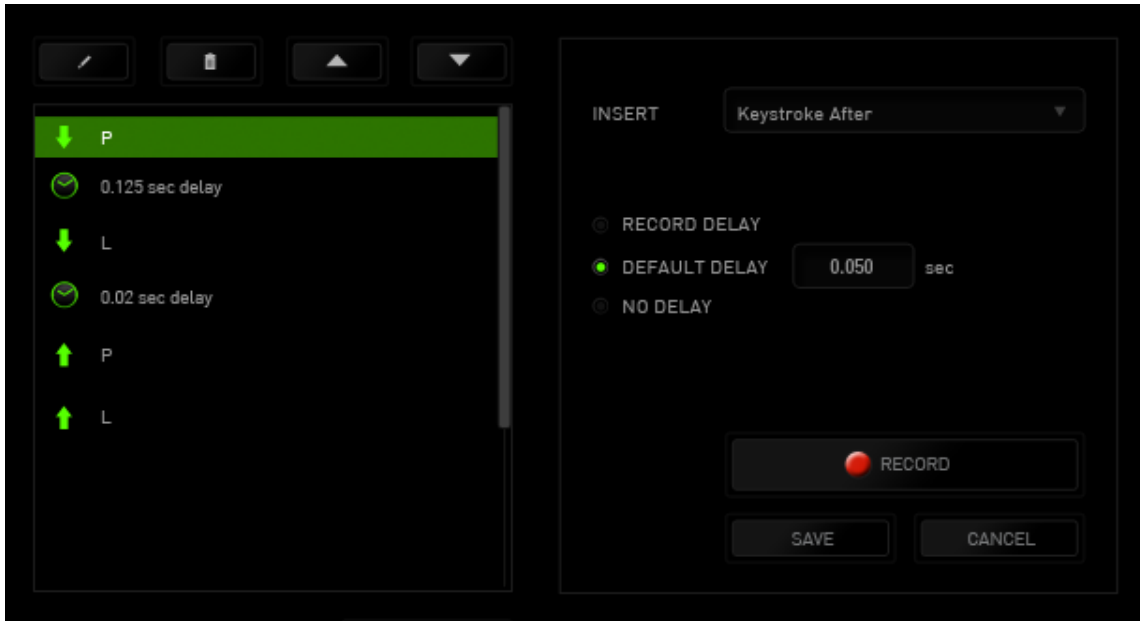 P
0.125 sec delay
L
0.02 sec delay
P
L
INSERT Keystroke After
RECORD DELAY
DEFAULT DELAY 0.050 sec
NO DELAY
RECORD
SAVE CANCEL